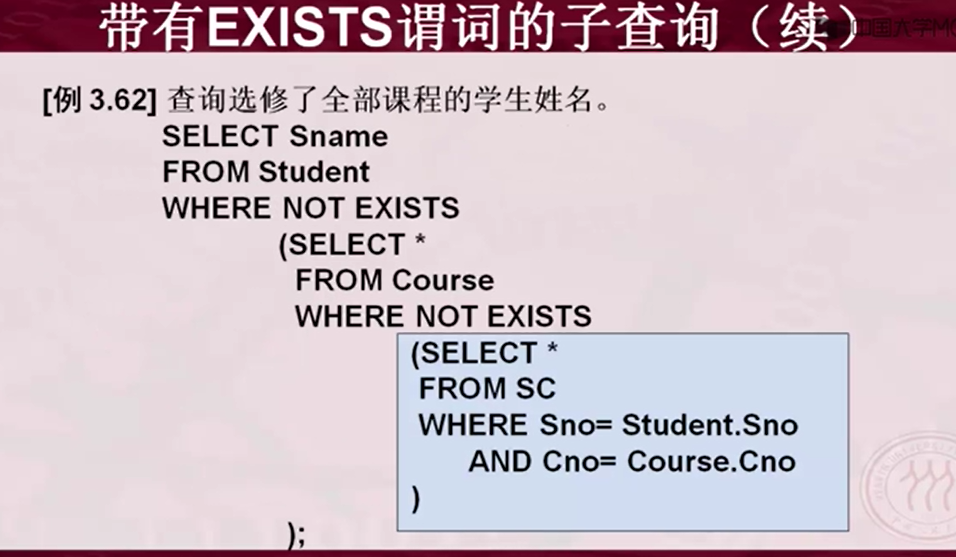 带有EXISTS谓词的子查询（续）
中国大学MO
[例 3.62] 查询选修了全部课程的学生姓名。
SELECT Sname
FROM Student
WHERE NOT EXISTS
(SELECT *
FROM Course
WHERE NOT EXISTS
(SELECT *
FROM SC
WHERE Sno= Student.Sno
AND Cno= Course.Cno
)
);